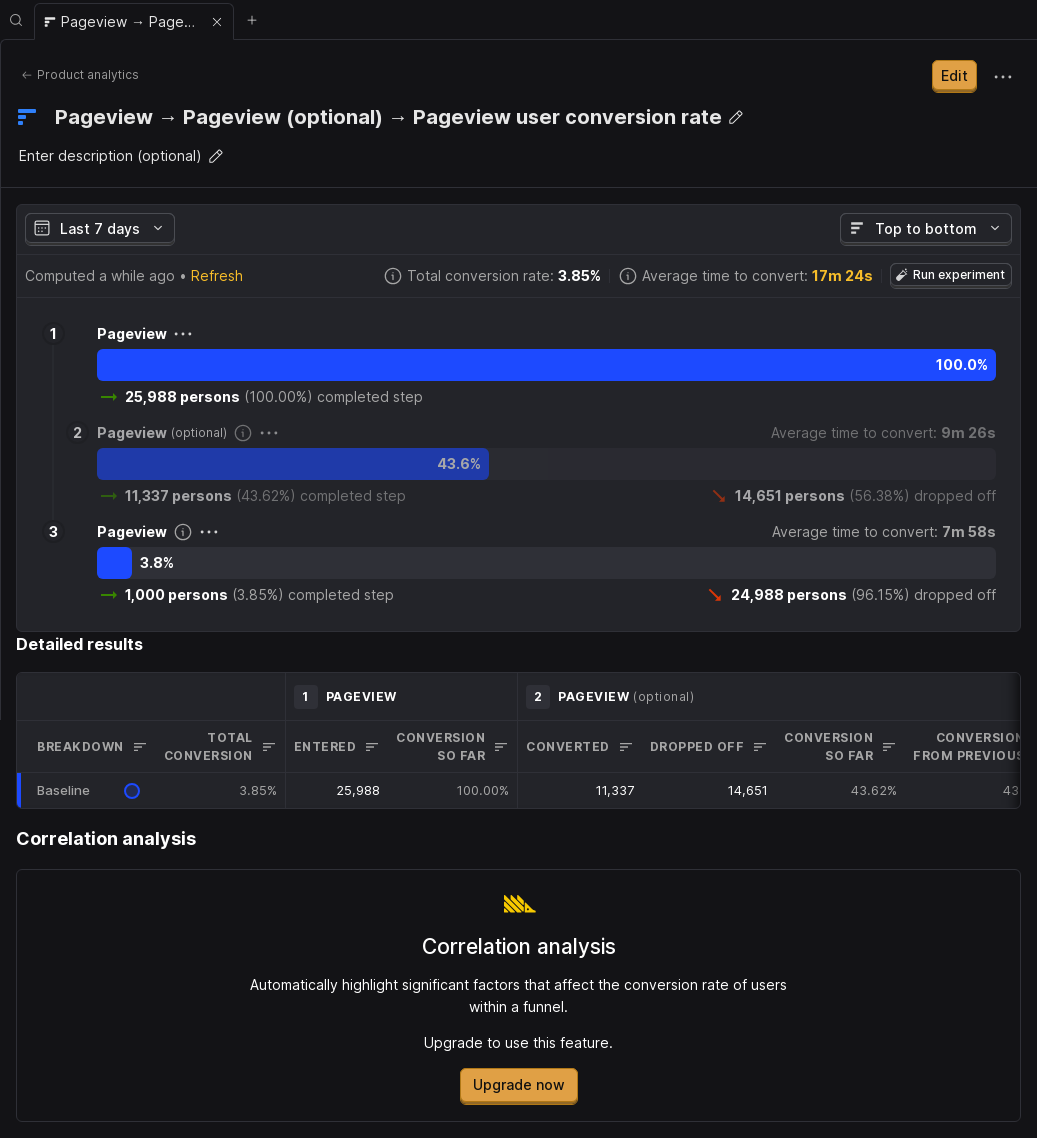 Pageview → Page...
← Product analytics
Edit
Pageview → Pageview (optional) → Pageview user conversion rate
Enter description (optional)
Last 7 days
Top to bottom
Computed a while ago • Refresh
Total conversion rate: 3.85%
Average time to convert: 17m 24s
Run experiment
1 Pageview
100.0%
25,988 persons (100.00%) completed step
2 Pageview (optional)
Average time to convert: 9m 26s
43.6%
11,337 persons (43.62%) completed step
14,651 persons (56.38%) dropped off
3 Pageview
Average time to convert: 7m 58s
3.8%
1,000 persons (3.85%) completed step
24,988 persons (96.15%) dropped off
Detailed results
1 PAGEVIEW
2 PAGEVIEW (optional)
BREAKDOWN
TOTAL
CONVERSION
ENTERED
CONVERSION
SO FAR
CONVERTED
DROPPED OFF
CONVERSION
SO FAR
CONVERSION
FROM PREVIOUS
Baseline 3.85% 25,988 100.00% 11,337 14,651 43.62% 43
Correlation analysis
Correlation analysis
Automatically highlight significant factors that affect the conversion rate of users
within a funnel.
Upgrade to use this feature.
Upgrade now